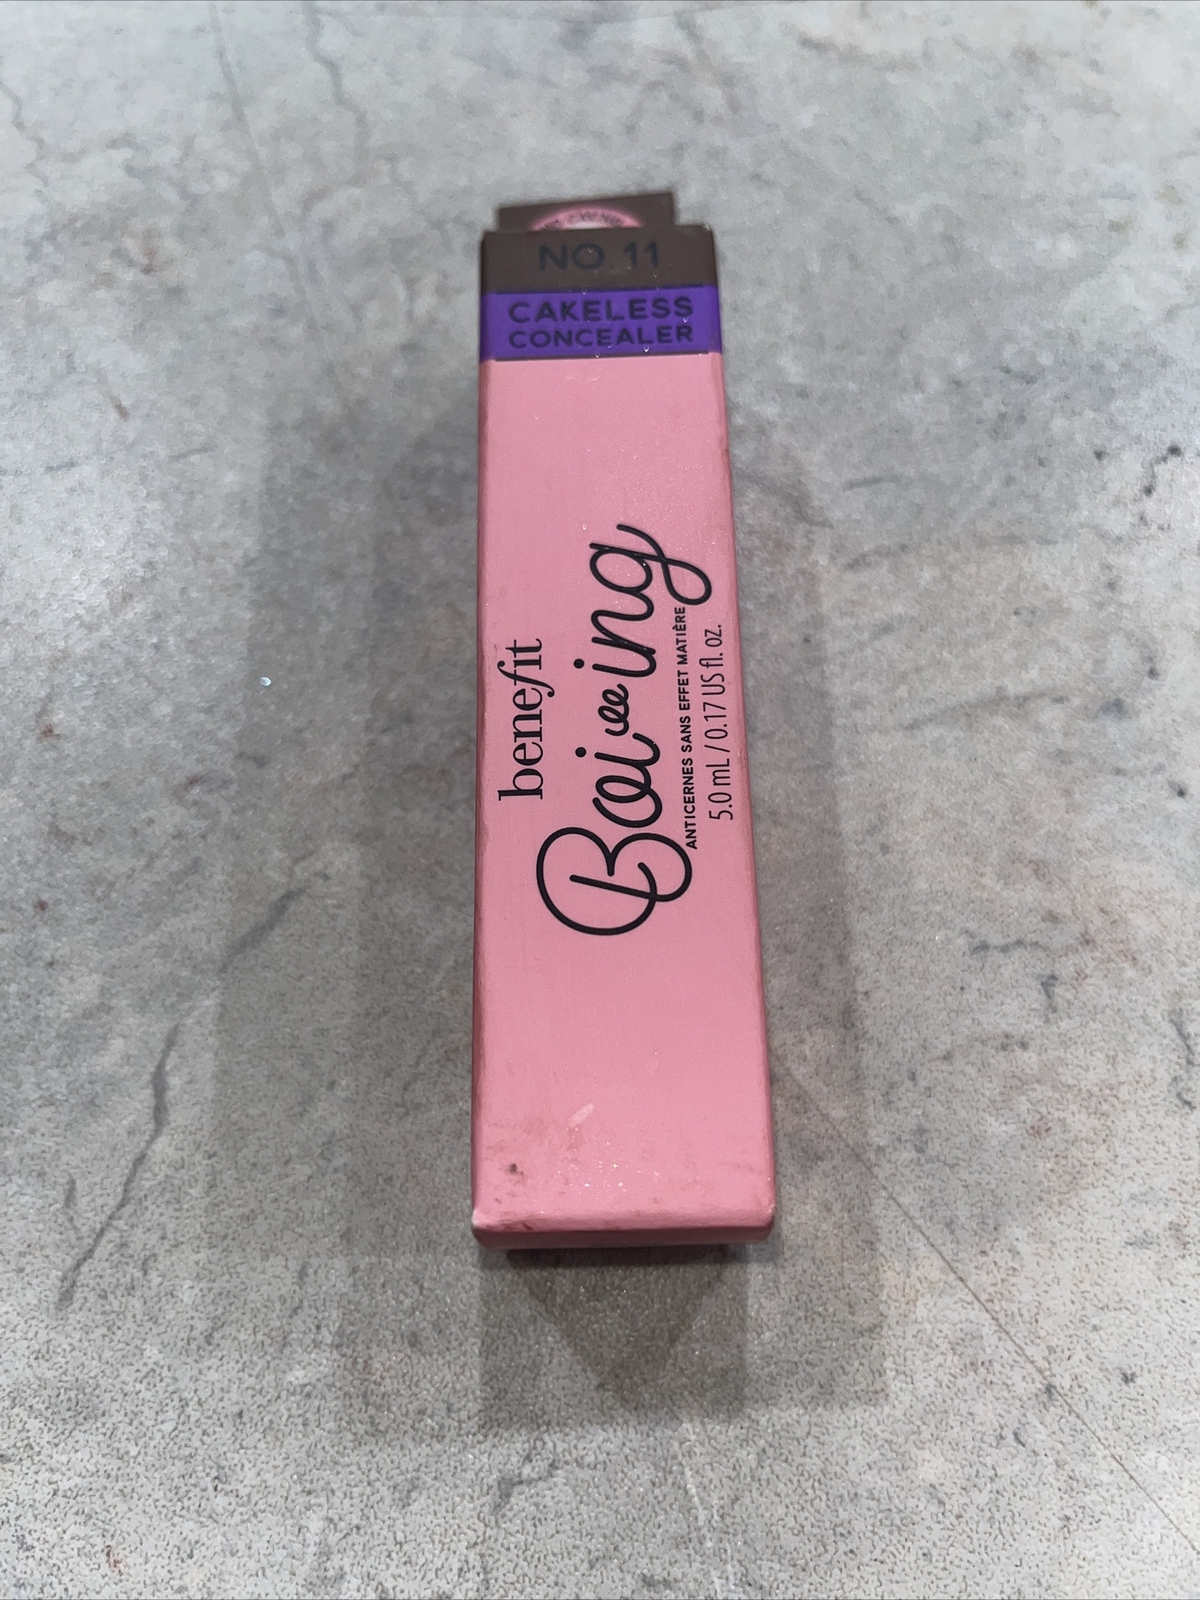 NO. 11
CAKELESS
CONCEALER
benefit
Boi-ing
ANTICERNES SANS EFFET MATIÈRE
5.0 mL / 0.17 US fl. oz.